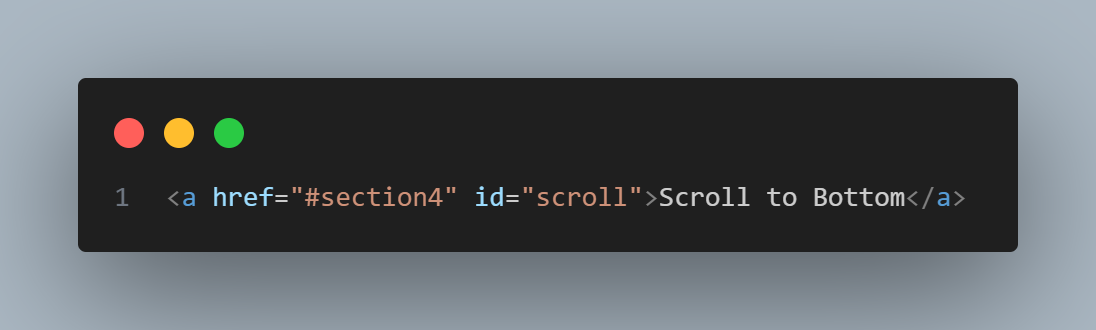 1 <a href="#section4" id="scroll">Scroll to Bottom</a>